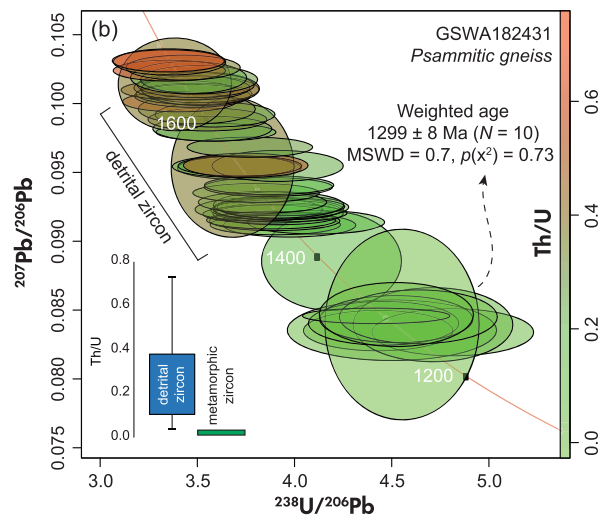 (b)
GSWA182431
Psammitic gneiss
Weighted age
1299 ± 8 Ma (N = 10)
MSWD = 0.7, p(x²) = 0.73
1600
1400
1200
detrital zircon
²⁰⁷Pb/²⁰⁶Pb
0.105
0.100
0.095
0.090
0.085
0.080
0.075
3.0 3.5 4.0 4.5 5.0
²³⁸U/²⁰⁶Pb
Th/U
0.8
0.6
0.4
0.2
0.0
detrital
zircon
metamorphic
zircon
Th/U
0.6
0.4
0.2
0.0